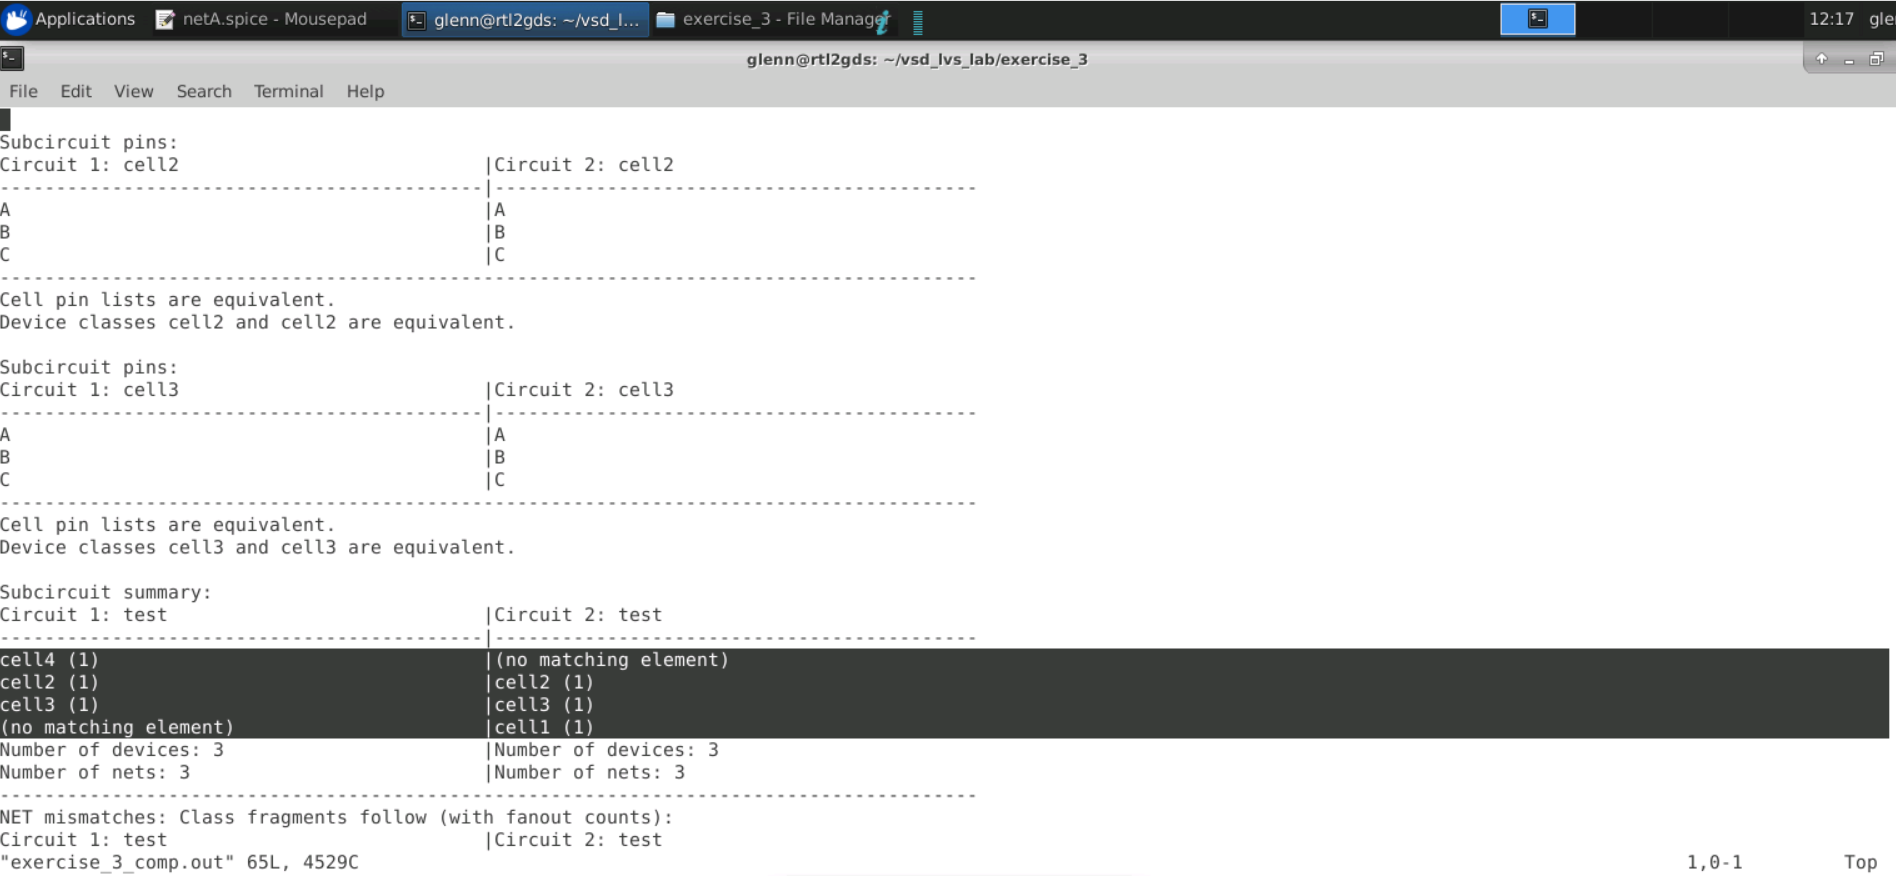 Applications netA.spice - Mousepad glenn@rtl2gds: ~/vsd_l... exercise_3 - File Manager 12:17 gle
glenn@rtl2gds: ~/vsd_lvs_lab/exercise_3
File Edit View Search Terminal Help
Subcircuit pins:
Circuit 1: cell2                           |Circuit 2: cell2
-------------------------------------------|-------------------------------------------
A                                          |A
B                                          |B
C                                          |C
---------------------------------------------------------------------------------------
Cell pin lists are equivalent.
Device classes cell2 and cell2 are equivalent.
Subcircuit pins:
Circuit 1: cell3                           |Circuit 2: cell3
-------------------------------------------|-------------------------------------------
A                                          |A
B                                          |B
C                                          |C
---------------------------------------------------------------------------------------
Cell pin lists are equivalent.
Device classes cell3 and cell3 are equivalent.
Subcircuit summary:
Circuit 1: test                            |Circuit 2: test
-------------------------------------------|-------------------------------------------
cell4 (1)                                  |(no matching element)
cell2 (1)                                  |cell2 (1)
cell3 (1)                                  |cell3 (1)
(no matching element)                      |cell1 (1)
Number of devices: 3                       |Number of devices: 3
Number of nets: 3                          |Number of nets: 3
---------------------------------------------------------------------------------------
NET mismatches: Class fragments follow (with fanout counts):
Circuit 1: test                            |Circuit 2: test
"exercise_3_comp.out" 65L, 4529C 1,0-1 Top